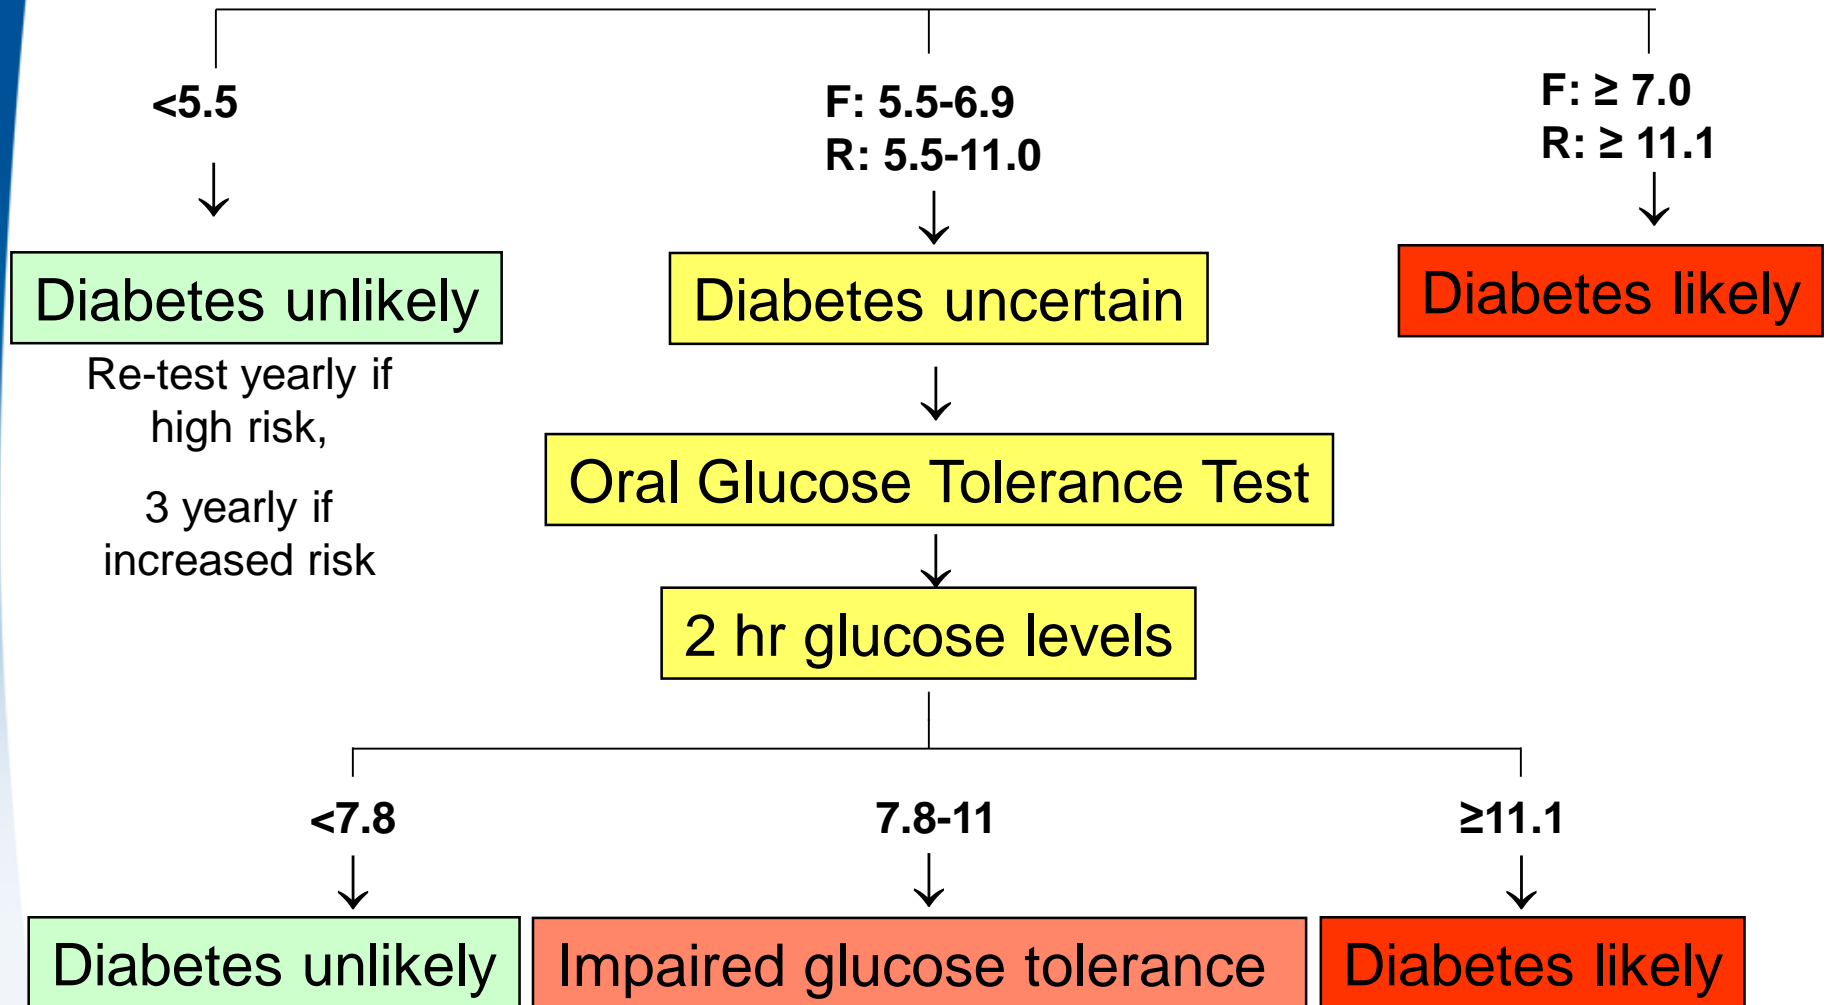 <5.5
F: 5.5-6.9
R: 5.5-11.0
F: ≥ 7.0
R: ≥ 11.1
Diabetes unlikely
Diabetes uncertain
Diabetes likely
Re-test yearly if
high risk,
3 yearly if
increased risk
Oral Glucose Tolerance Test
2 hr glucose levels
<7.8
7.8-11
≥11.1
Diabetes unlikely
Impaired glucose tolerance
Diabetes likely